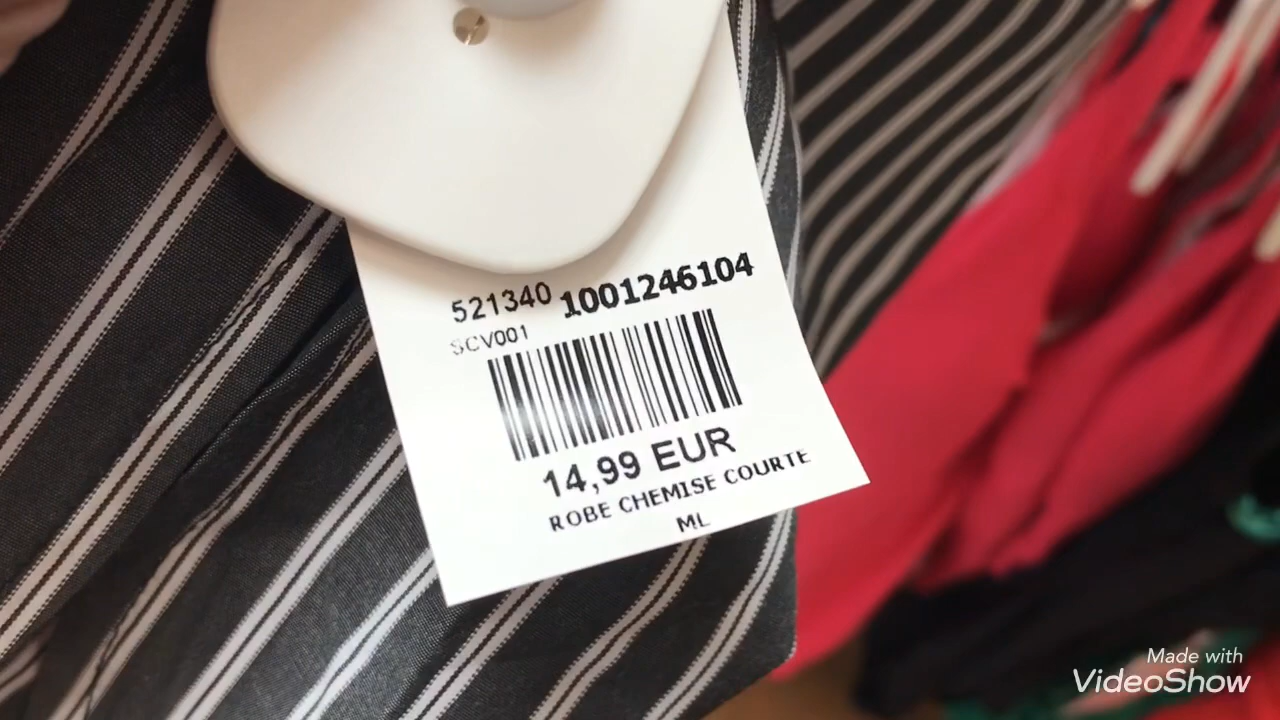 521340 1001246104
SCV001
14,99 EUR
ROBE CHEMISE COURTE
ML
Made with
VideoShow